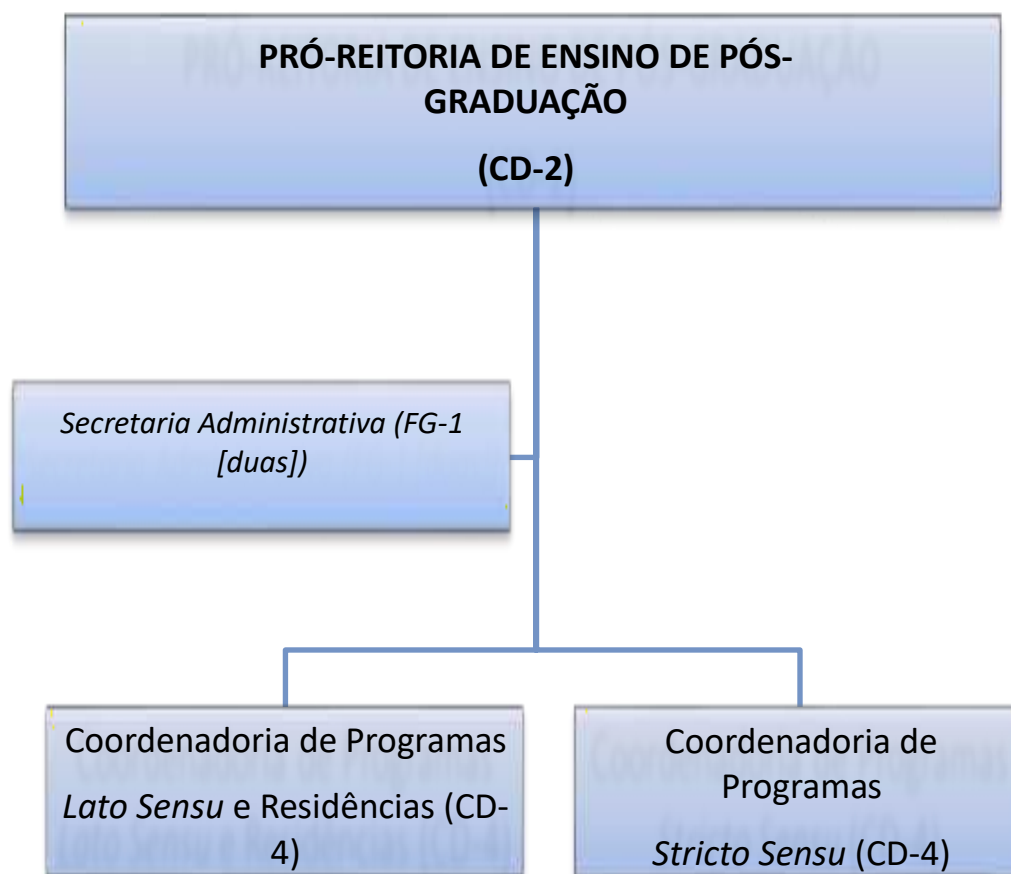 PRÓ-REITORIA DE ENSINO DE PÓS-
GRADUAÇÃO
(CD-2)
Secretaria Administrativa (FG-1
[duas])
Coordenadoria de Programas
Lato Sensu e Residências (CD-
4)
Coordenadoria de
Programas
Stricto Sensu (CD-4)